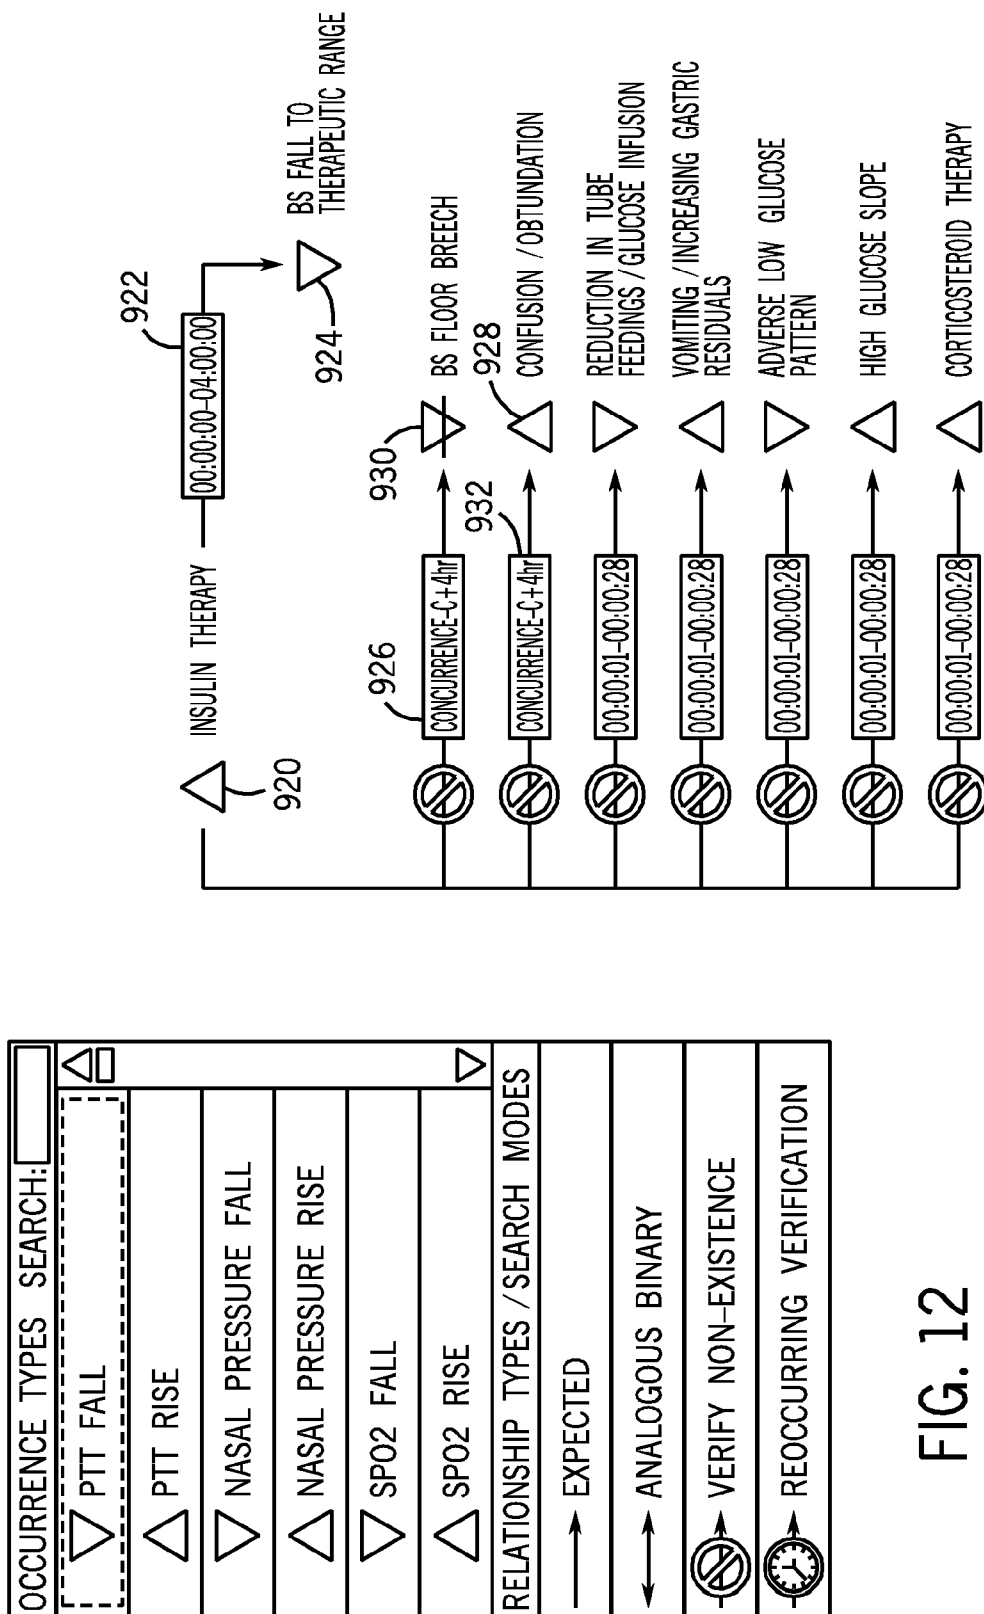 OCCURRENCE TYPES SEARCH:
PTT FALL
PTT RISE
NASAL PRESSURE FALL
NASAL PRESSURE RISE
SPO2 FALL
SPO2 RISE
RELATIONSHIP TYPES/SEARCH MODES
EXPECTED
ANALOGOUS BINARY
VERIFY NON-EXISTENCE
REOCCURRING VERIFICATION
920
INSULIN THERAPY
922
00:00:00-04:00:00
924
BS FALL TO
THERAPEUTIC RANGE
926
CONCURRENCE-C+4hr
930
BS FLOOR BREECH
CONCURRENCE-C+4hr
932
928
CONFUSION/OBTUNDATION
00:00:01-00:00:28
REDUCTION IN TUBE
FEEDINGS/GLUCOSE INFUSION
00:00:01-00:00:28
VOMITING/INCREASING GASTRIC
RESIDUALS
00:00:01-00:00:28
ADVERSE LOW GLUCOSE
PATTERN
00:00:01-00:00:28
HIGH GLUCOSE SLOPE
00:00:01-00:00:28
CORTICOSTEROID THERAPY
FIG. 12